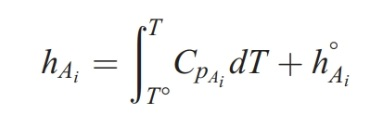 $h_{A_i} = \int_{T^\circ}^{T} C_{p_{A_i}} dT + h^\circ_{A_i}$